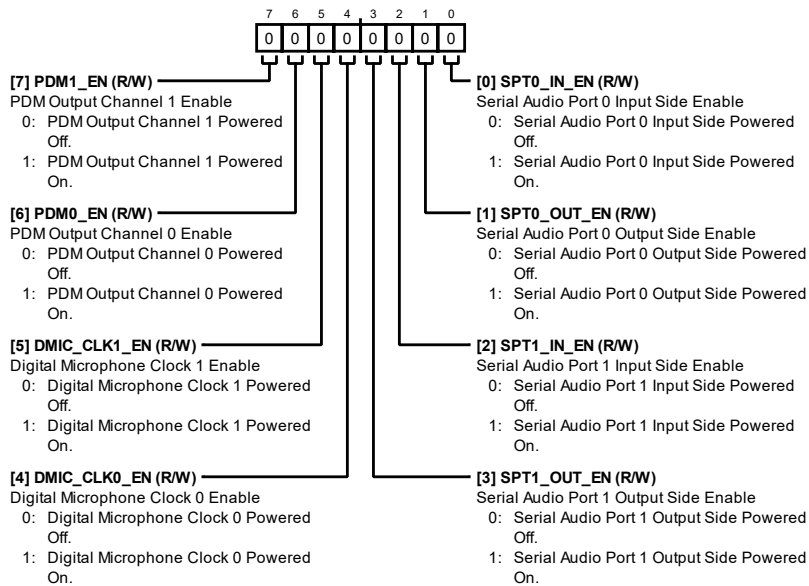 7 6 5 4 3 2 1 0
0 0 0 0 0 0 0 0
[7] PDM1_EN (R/W)
PDM Output Channel 1 Enable
0: PDM Output Channel 1 Powered
Off.
1: PDM Output Channel 1 Powered
On.
[6] PDM0_EN (R/W)
PDM Output Channel 0 Enable
0: PDM Output Channel 0 Powered
Off.
1: PDM Output Channel 0 Powered
On.
[5] DMIC_CLK1_EN (R/W)
Digital Microphone Clock 1 Enable
0: Digital Microphone Clock 1 Powered
Off.
1: Digital Microphone Clock 1 Powered
On.
[4] DMIC_CLK0_EN (R/W)
Digital Microphone Clock 0 Enable
0: Digital Microphone Clock 0 Powered
Off.
1: Digital Microphone Clock 0 Powered
On.
[0] SPT0_IN_EN (R/W)
Serial Audio Port 0 Input Side Enable
0: Serial Audio Port 0 Input Side Powered
Off.
1: Serial Audio Port 0 Input Side Powered
On.
[1] SPT0_OUT_EN (R/W)
Serial Audio Port 0 Output Side Enable
0: Serial Audio Port 0 Output Side Powered
Off.
1: Serial Audio Port 0 Output Side Powered
On.
[2] SPT1_IN_EN (R/W)
Serial Audio Port 1 Input Side Enable
0: Serial Audio Port 1 Input Side Powered
Off.
1: Serial Audio Port 1 Input Side Powered
On.
[3] SPT1_OUT_EN (R/W)
Serial Audio Port 1 Output Side Enable
0: Serial Audio Port 1 Output Side Powered
Off.
1: Serial Audio Port 1 Output Side Powered
On.